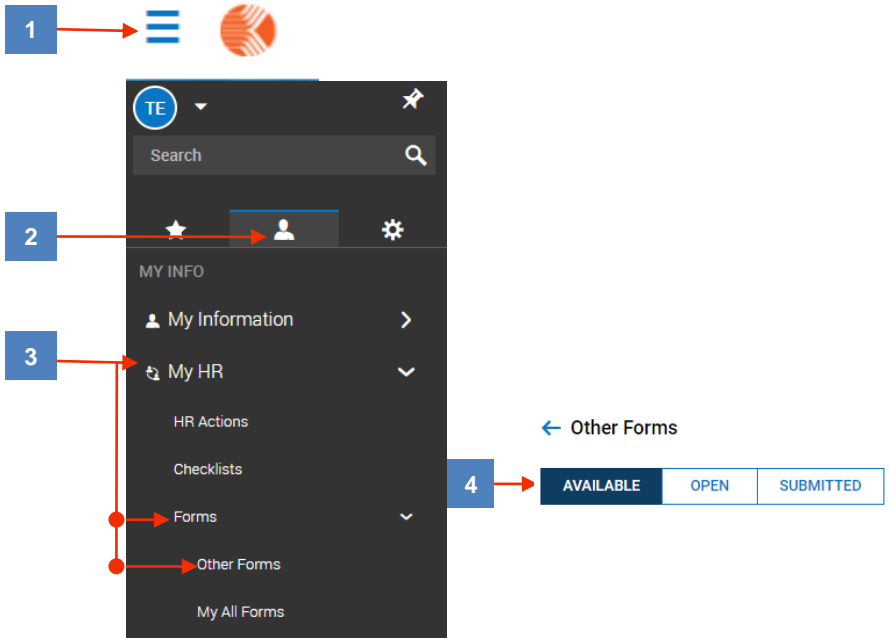 1
TE
Search
2
MY INFO
My Information
3
My HR
HR Actions
Checklists
Forms
Other Forms
My All Forms
Other Forms
4
AVAILABLE OPEN SUBMITTED